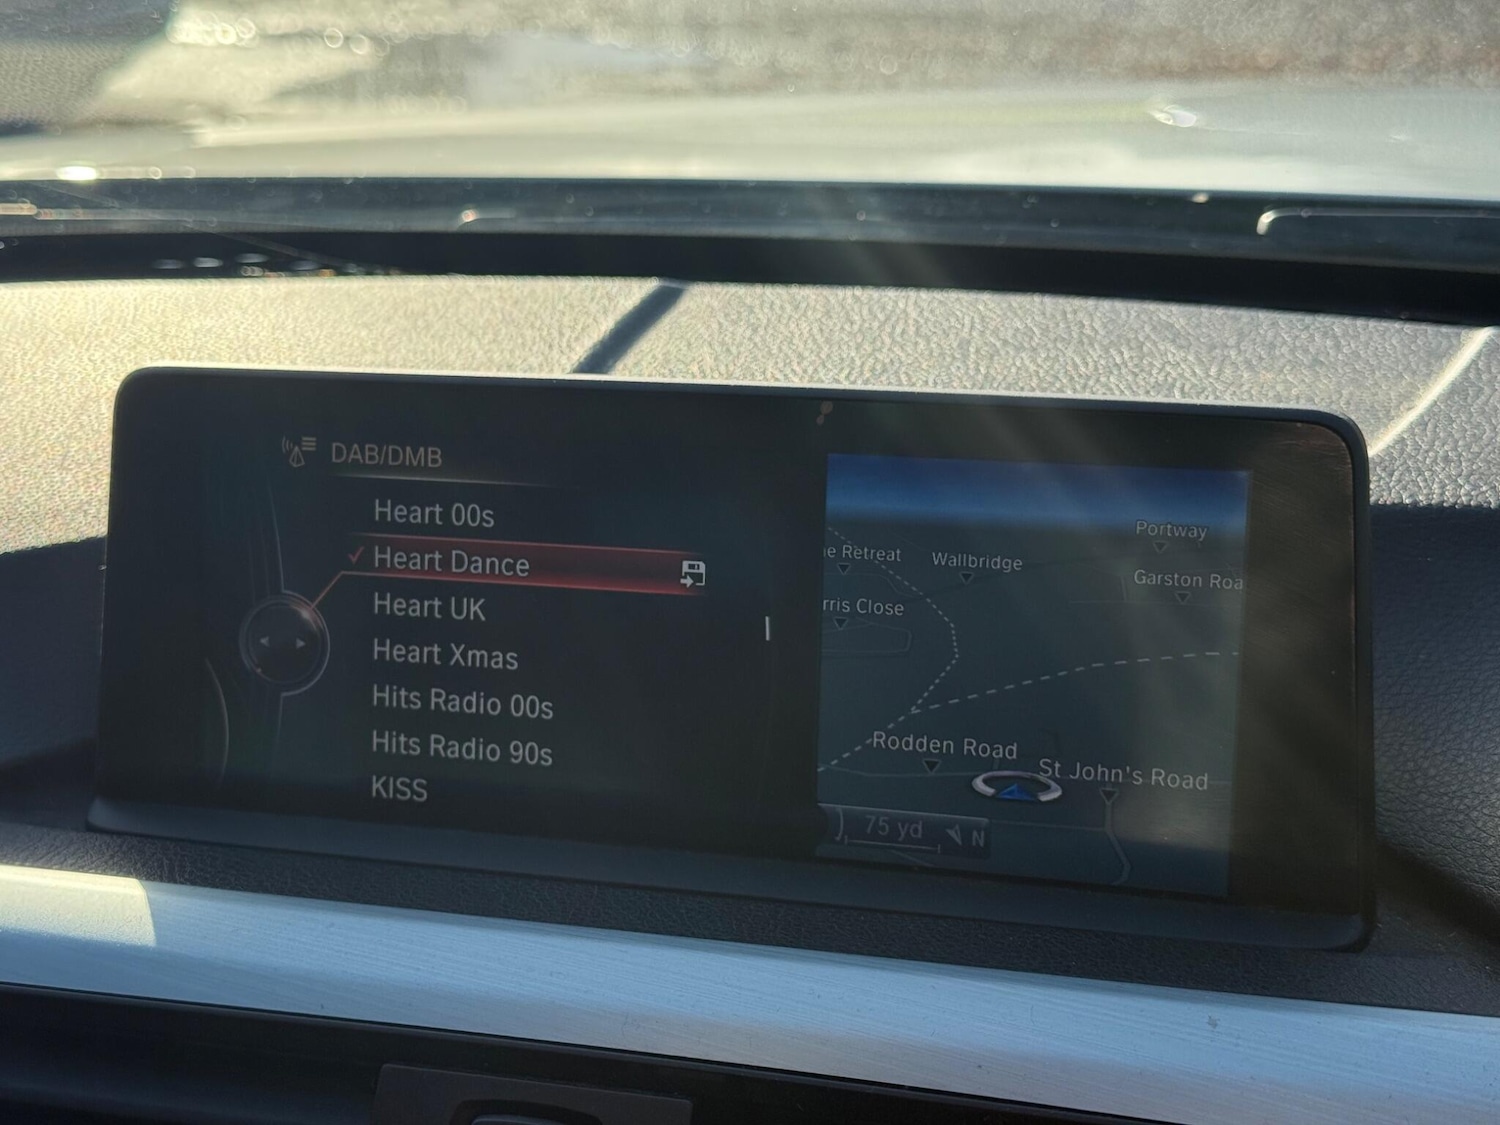 DAB/DMB
Heart 00s
Heart Dance
Heart UK
Heart Xmas
Hits Radio 00s
Hits Radio 90s
KISS
Portway
e Retreat
Wallbridge
Garston Roa
rris Close
Rodden Road
St John's Road
75 yd
N